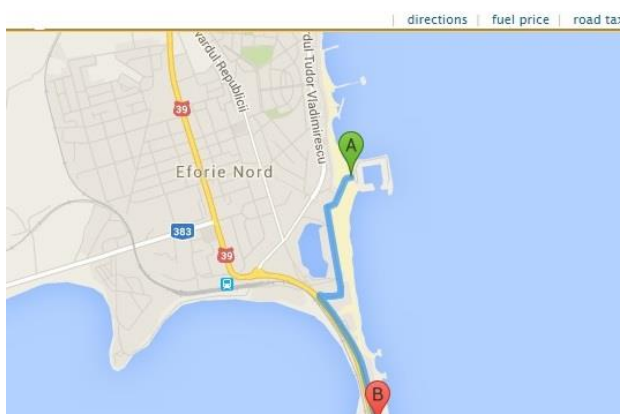 directions | fuel price | road tax
vardul Republicii
dul Tudor Vladimirescu
39
A
Eforie Nord
383
39
B